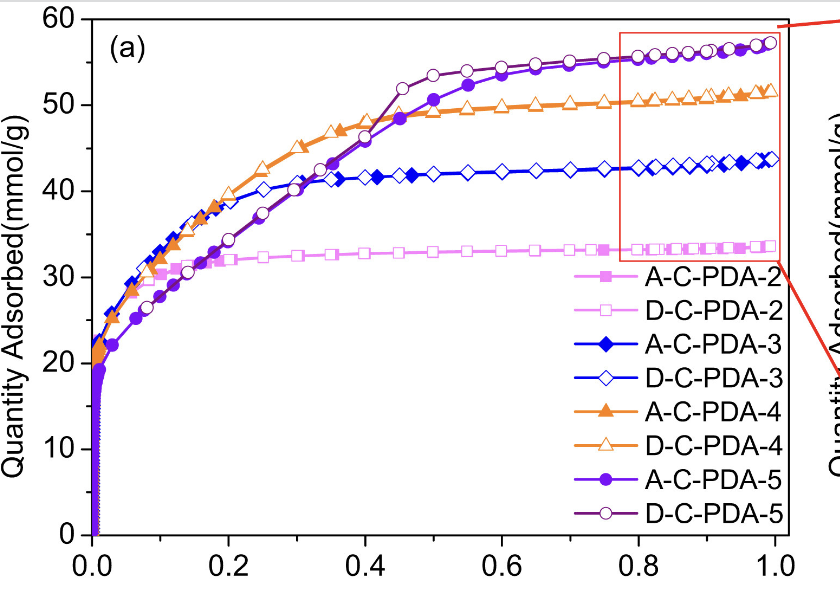 60
(a)
50
40
30
20
10
0
Quantity Adsorbed(mmol/g)
A-C-PDA-2
D-C-PDA-2
A-C-PDA-3
D-C-PDA-3
A-C-PDA-4
D-C-PDA-4
A-C-PDA-5
D-C-PDA-5
0.0 0.2 0.4 0.6 0.8 1.0